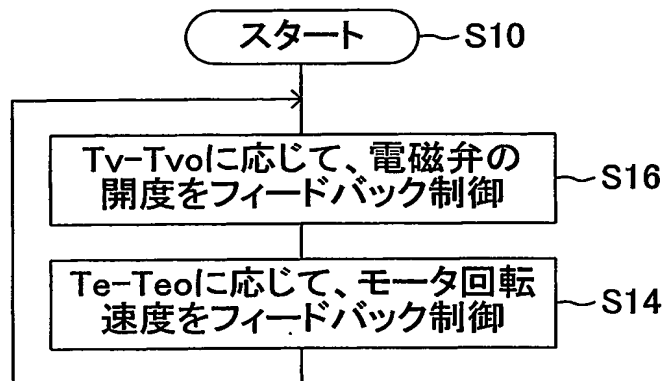 スタート S10
Tv-Tvoに応じて、電磁弁の
開度をフィードバック制御 S16
Te-Teoに応じて、モータ回転
速度をフィードバック制御 S14